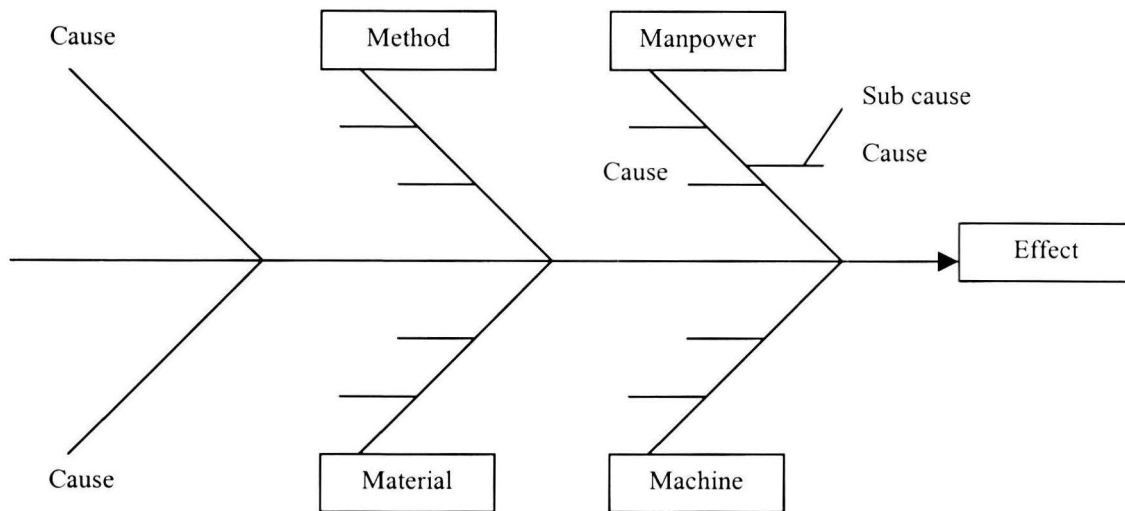 Cause
Method
Manpower
Sub cause
Cause
Cause
Effect
Cause
Material
Machine